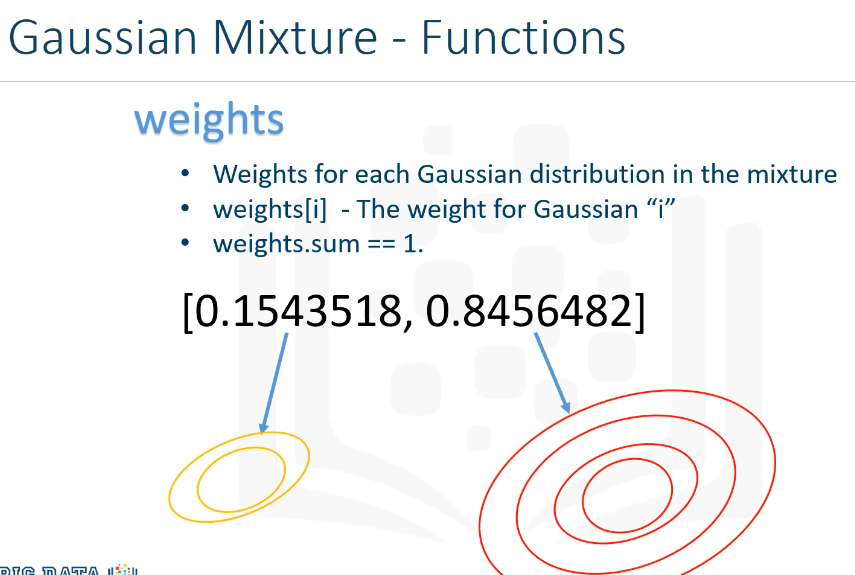 Gaussian Mixture - Functions
weights
• Weights for each Gaussian distribution in the mixture
• weights[i]  - The weight for Gaussian “i”
• weights.sum == 1.
[0.1543518, 0.8456482]
BIG DATA